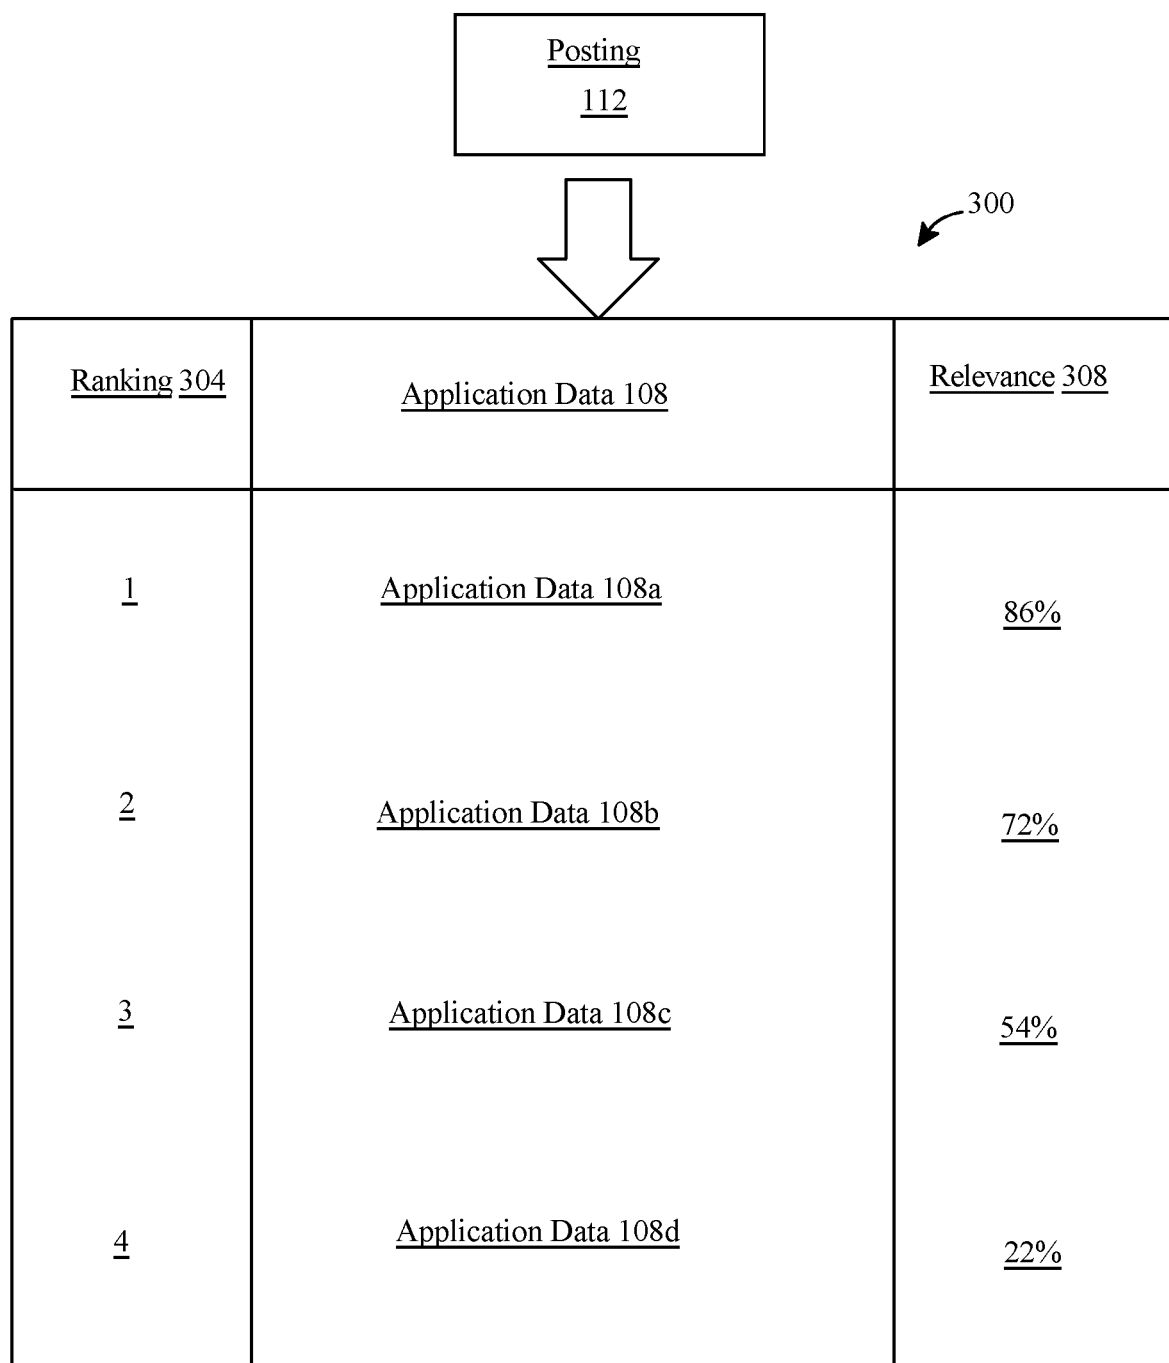 Posting
112
300
Ranking 304
Application Data 108
Relevance 308
1
Application Data 108a
86%
2
Application Data 108b
72%
3
Application Data 108c
54%
4
Application Data 108d
22%